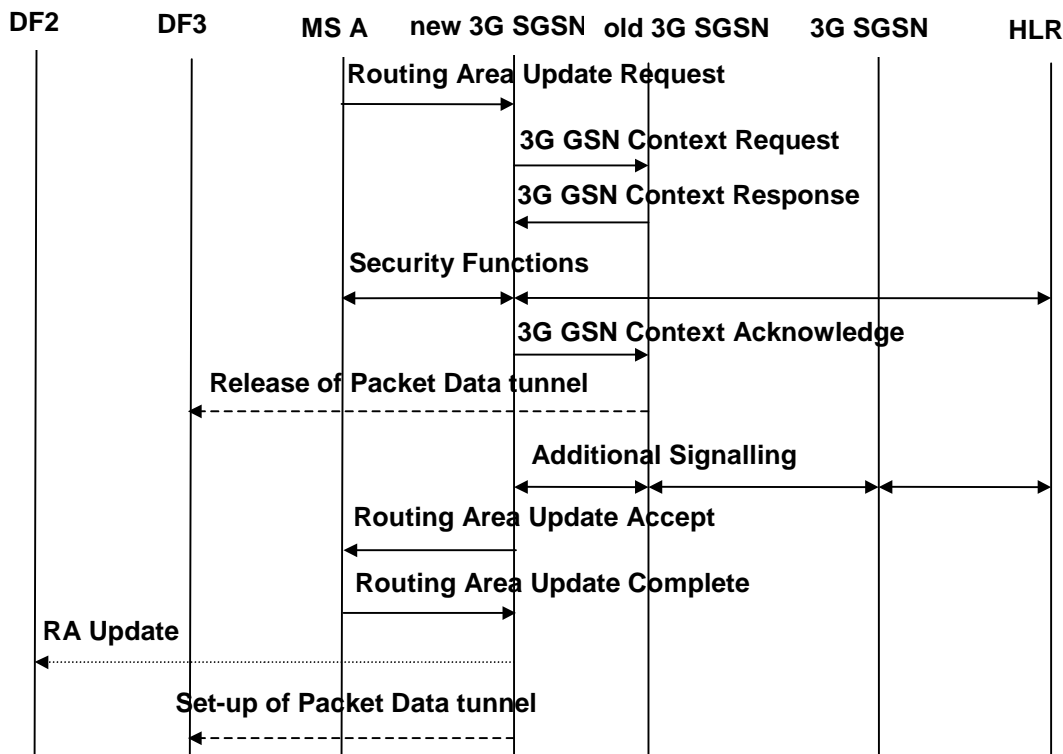 DF2 DF3 MS A new 3G SGSN old 3G SGSN 3G SGSN HLR
Routing Area Update Request
3G GSN Context Request
3G GSN Context Response
Security Functions
3G GSN Context Acknowledge
Release of Packet Data tunnel
Additional Signalling
Routing Area Update Accept
Routing Area Update Complete
RA Update
Set-up of Packet Data tunnel